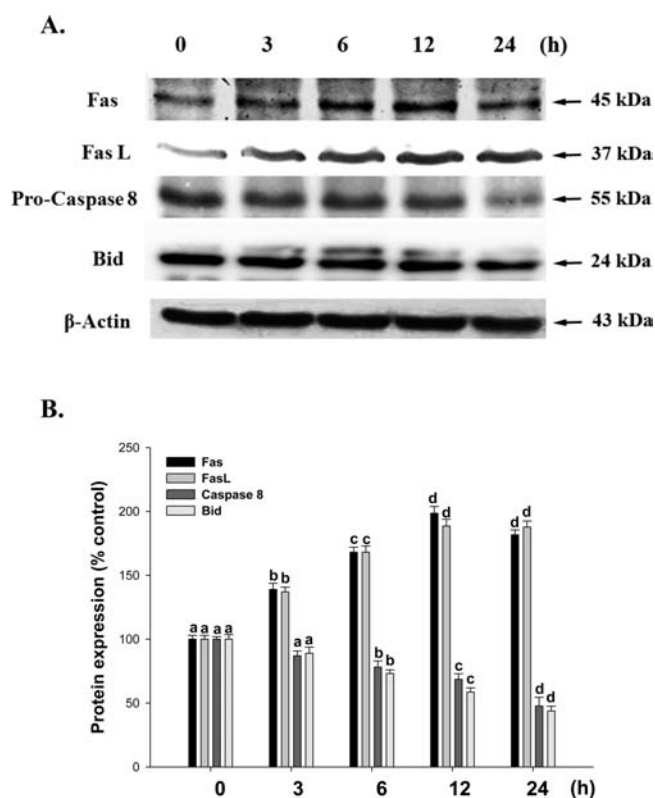 A.
0 3 6 12 24 (h)
Fas 45 kDa
Fas L 37 kDa
Pro-Caspase 8 55 kDa
Bid 24 kDa
β-Actin 43 kDa
B.
Protein expression (% control)
250
200
150
100
50
0
Fas
FasL
Caspase 8
Bid
a a a a
b b a a
c c b b
d d c c
d d d d
0 3 6 12 24 (h)